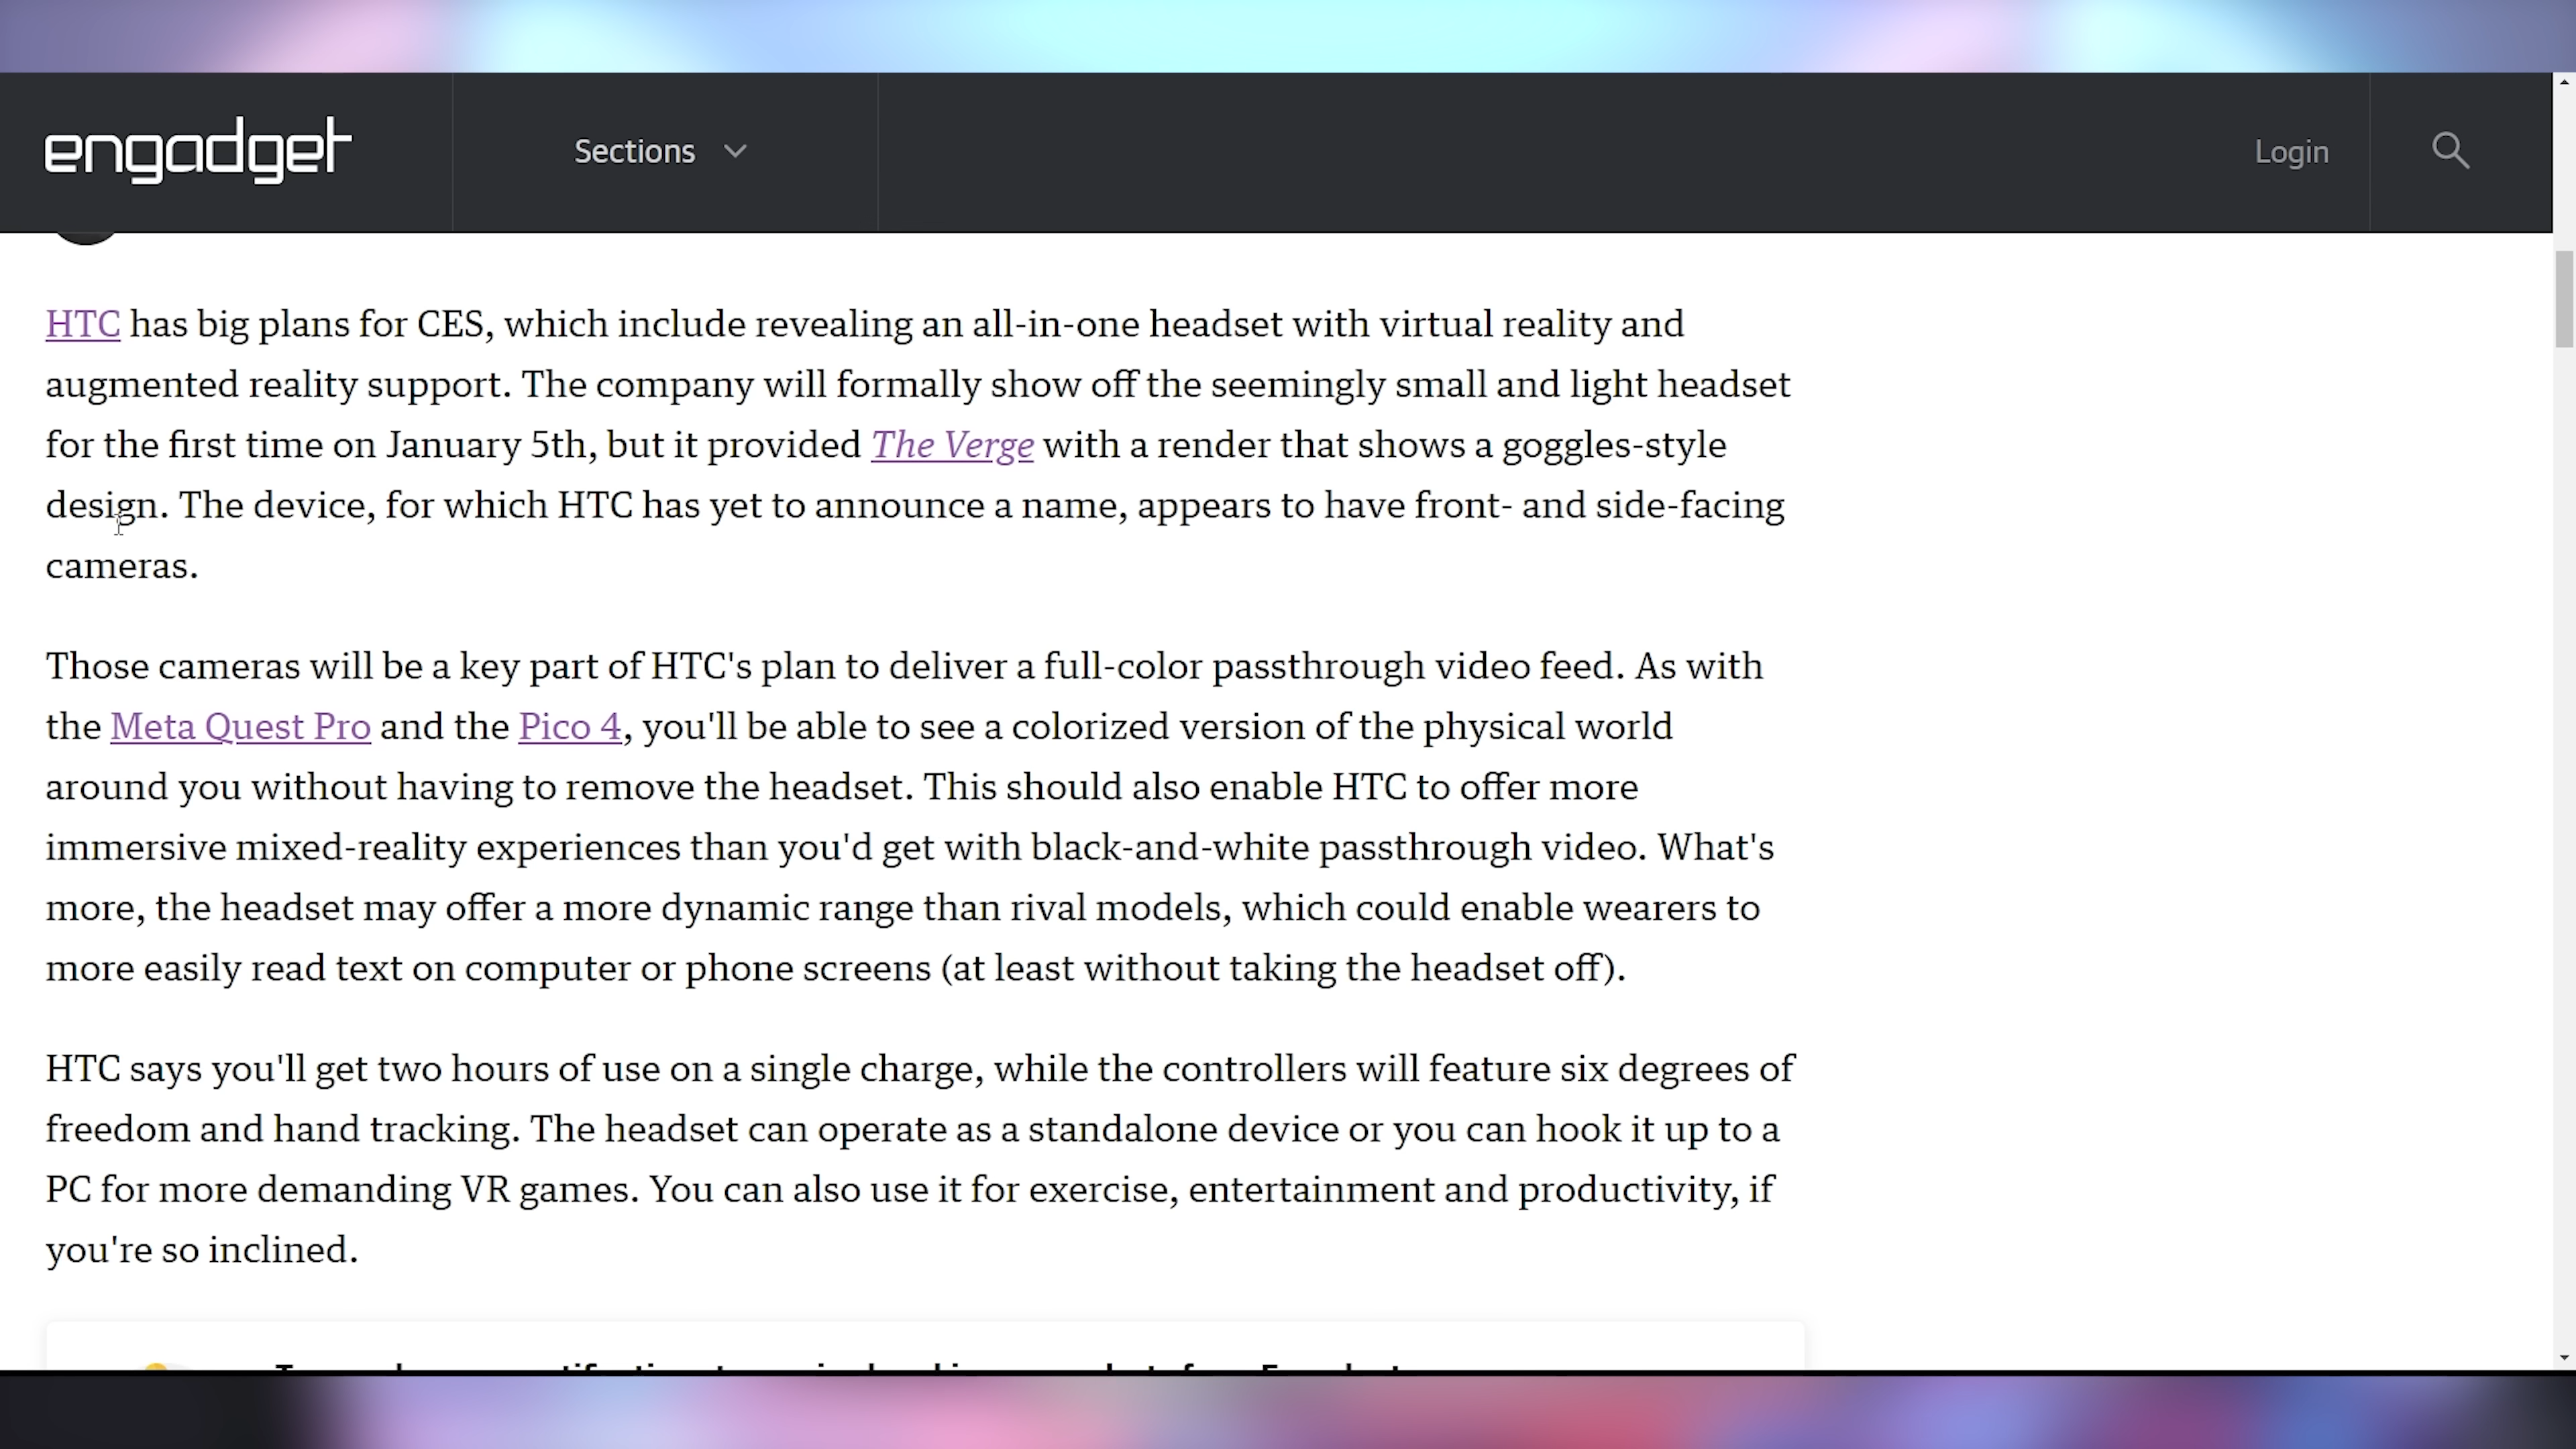 engadget
Sections
Login
HTC has big plans for CES, which include revealing an all-in-one headset with virtual reality and
augmented reality support. The company will formally show off the seemingly small and light headset
for the first time on January 5th, but it provided The Verge with a render that shows a goggles-style
design. The device, for which HTC has yet to announce a name, appears to have front- and side-facing
cameras.
Those cameras will be a key part of HTC's plan to deliver a full-color passthrough video feed. As with
the Meta Quest Pro and the Pico 4, you'll be able to see a colorized version of the physical world
around you without having to remove the headset. This should also enable HTC to offer more
immersive mixed-reality experiences than you'd get with black-and-white passthrough video. What's
more, the headset may offer a more dynamic range than rival models, which could enable wearers to
more easily read text on computer or phone screens (at least without taking the headset off).
HTC says you'll get two hours of use on a single charge, while the controllers will feature six degrees of
freedom and hand tracking. The headset can operate as a standalone device or you can hook it up to a
PC for more demanding VR games. You can also use it for exercise, entertainment and productivity, if
you're so inclined.